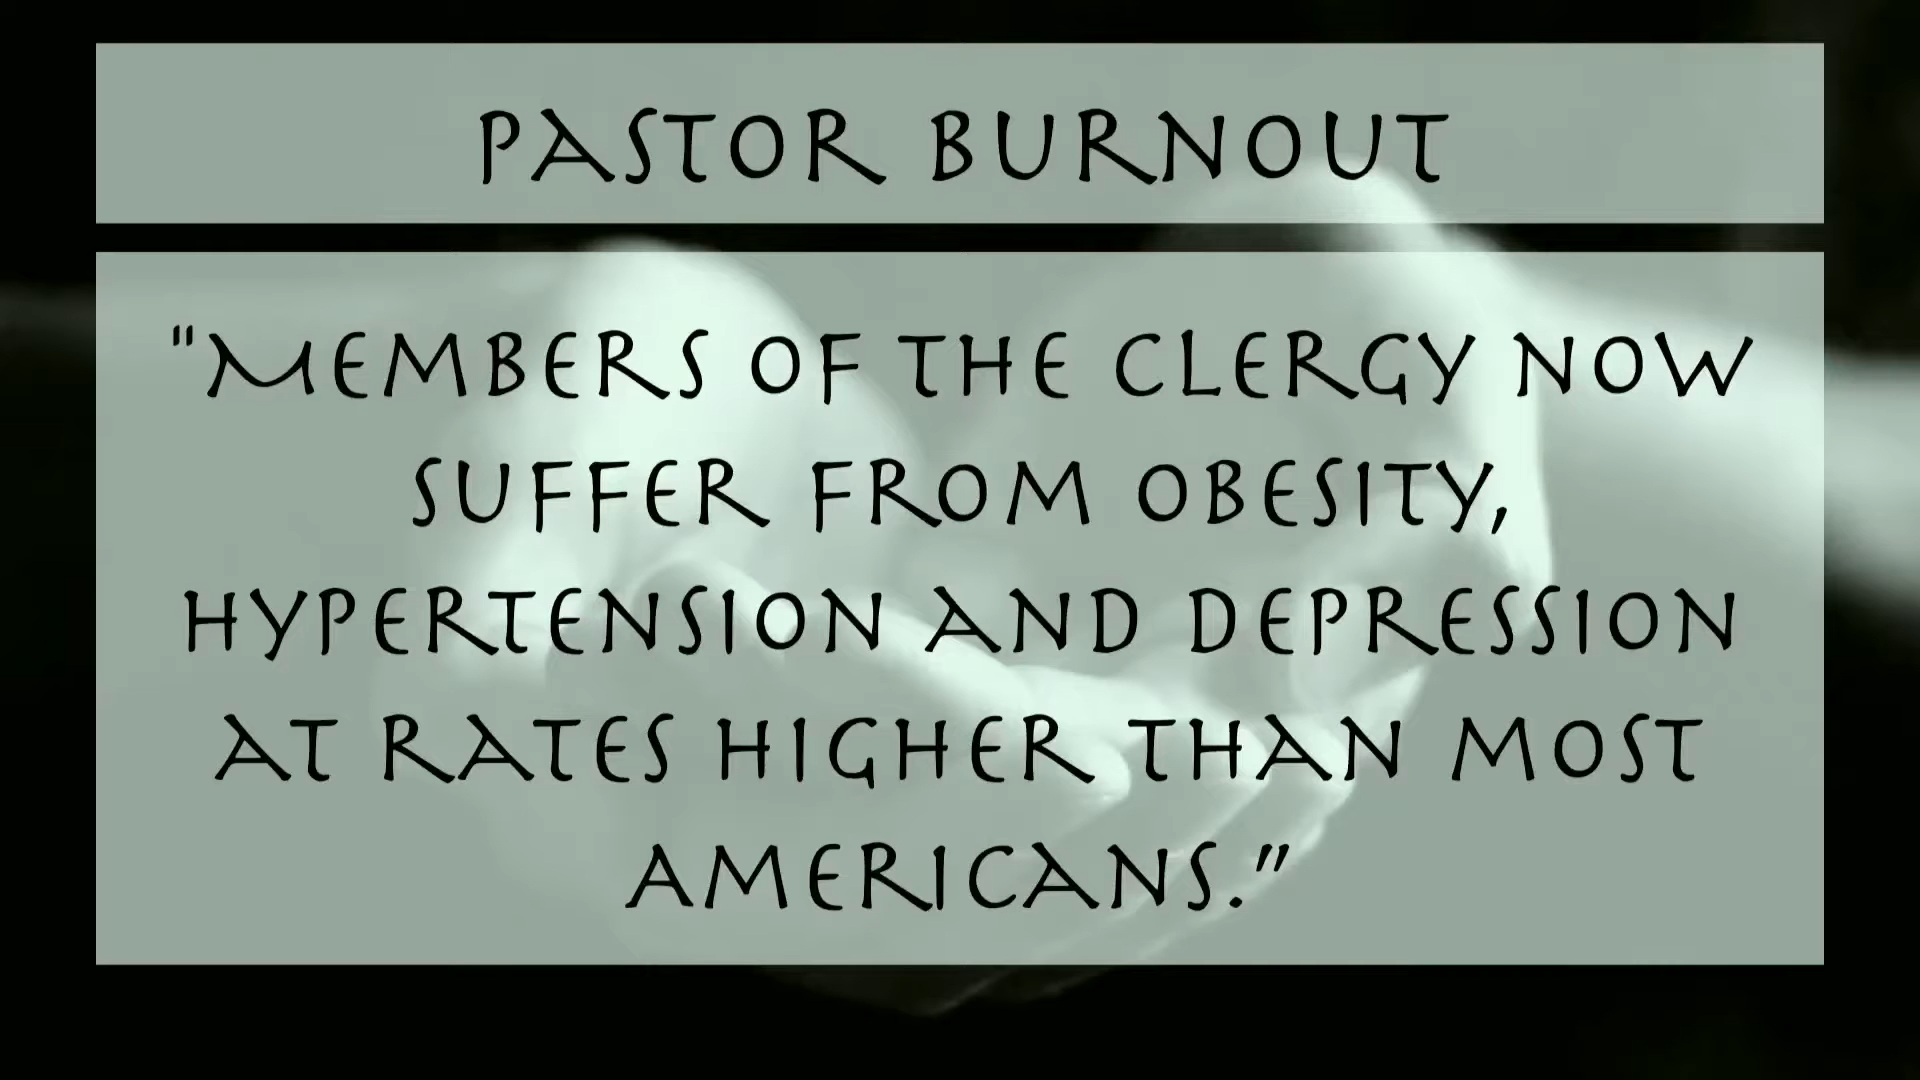 PASTOR BURNOUT
"MEMBERS OF THE CLERGY NOW
SUFFER FROM OBESITY,
HYPERTENSION AND DEPRESSION
AT RATES HIGHER THAN MOST
AMERICANS.”